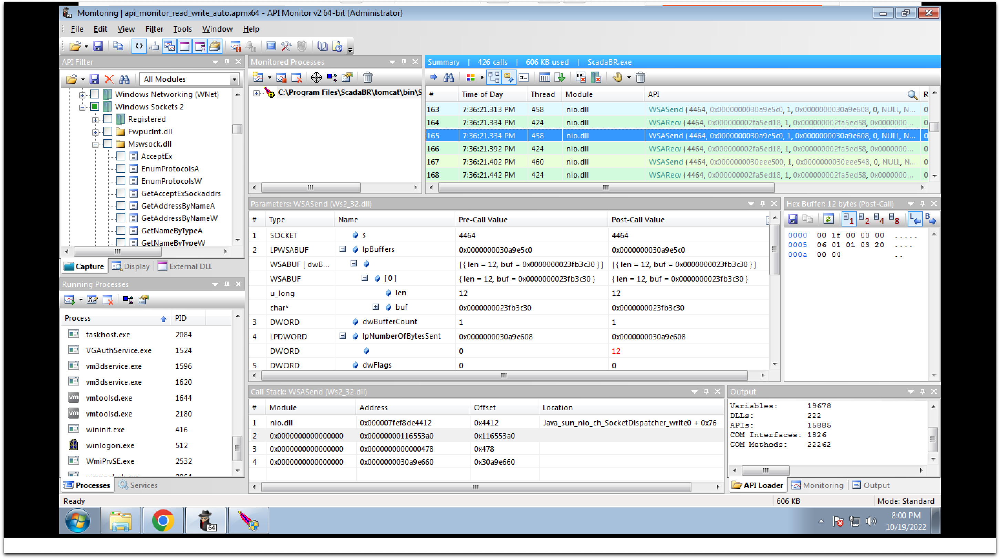 Monitoring | api_monitor_read_write_auto.apmx64 - API Monitor v2 64-bit (Administrator)
File Edit View Filter Tools Window Help
API Filter
All Modules
Windows Networking (WNet)
Windows Sockets 2
Registered
Fwpuclnt.dll
Mswsock.dll
AcceptEx
EnumProtocolsA
EnumProtocolsW
GetAcceptExSockaddrs
GetAddressByNameA
GetAddressByNameW
GetNameByTypeA
GetNameByTypeW
Capture Display External DLL
Monitored Processes
C:\Program Files\ScadaBR\tomcat\bin\S
Summary | 426 calls | 606 KB used | ScadaBR.exe
# Time of Day Thread Module API R
163 7:36:21.313 PM 458 nio.dll WSASend ( 4464, 0x0000000030a9e5c0, 1, 0x0000000030a9e608, 0, NULL, N... 0
164 7:36:21.334 PM 424 nio.dll WSARecv ( 4464, 0x000000002fa5ed18, 1, 0x000000002fa5ed58, 0x0000000... 0
165 7:36:21.334 PM 458 nio.dll WSASend ( 4464, 0x0000000030a9e5c0, 1, 0x0000000030a9e608, 0, NULL, N... 0
166 7:36:21.392 PM 424 nio.dll WSARecv ( 4464, 0x000000002fa5ed18, 1, 0x000000002fa5ed58, 0x0000000... 0
167 7:36:21.402 PM 460 nio.dll WSASend ( 4464, 0x0000000030eee500, 1, 0x0000000030eee548, 0, NULL, N... 0
168 7:36:21.442 PM 424 nio.dll WSARecv ( 4464, 0x000000002fa5ed18, 1, 0x000000002fa5ed58, 0x0000000... 0
Parameters: WSASend (Ws2_32.dll)
# Type Name Pre-Call Value Post-Call Value
1 SOCKET s 4464 4464
2 LPWSABUF lpBuffers 0x0000000030a9e5c0 0x0000000030a9e5c0
WSABUF [ dwB... [ { len = 12, buf = 0x0000000023fb3c30 } ] [ { len = 12, buf = 0x0000000023fb3c30 } ]
WSABUF [ 0 ] { len = 12, buf = 0x0000000023fb3c30 } { len = 12, buf = 0x0000000023fb3c30 }
u_long len 12 12
char* buf 0x0000000023fb3c30 0x0000000023fb3c30
3 DWORD dwBufferCount 1 1
4 LPDWORD lpNumberOfBytesSent 0x0000000030a9e608 0x0000000030a9e608
DWORD 0 12
5 DWORD dwFlags 0 0
Hex Buffer: 12 bytes (Post-Call)
1 2 4 8 L B
0000 00 1f 00 00 00 .....
0005 06 01 01 03 20 ....
000a 00 04 ..
Running Processes
Process PID
taskhost.exe 2084
VGAuthService.exe 1524
vm3dservice.exe 1596
vm3dservice.exe 1620
vm vmtoolsd.exe 1644
vm vmtoolsd.exe 2180
wininit.exe 416
winlogon.exe 512
WmiPrvSE.exe 2532
Processes Services
Call Stack: WSASend (Ws2_32.dll)
# Module Address Offset Location
1 nio.dll 0x000007fef8de4412 0x4412 Java_sun_nio_ch_SocketDispatcher_write0 + 0x76
2 0x0000000000000000 0x00000000116553a0 0x116553a0
3 0x0000000000000000 0x0000000000000478 0x478
4 0x0000000000000000 0x0000000030a9e660 0x30a9e660
Output
Variables: 19678
DLLs: 222
APIs: 15885
COM Interfaces: 1826
COM Methods: 22262
API Loader Monitoring Output
Ready 606 KB Mode: Standard
64
8:00 PM
10/19/2022